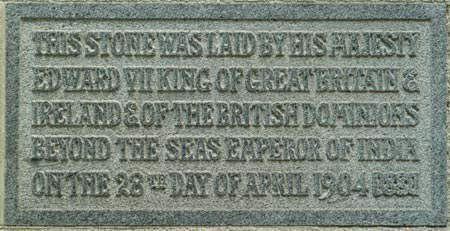 THIS STONE WAS LAID BY HIS MAJESTY
EDWARD VII KING OF GREAT BRITAIN &
IRELAND & OF THE BRITISH DOMINIONS
BEYOND THE SEAS EMPEROR OF INDIA
ON THE 28TH DAY OF APRIL 1904